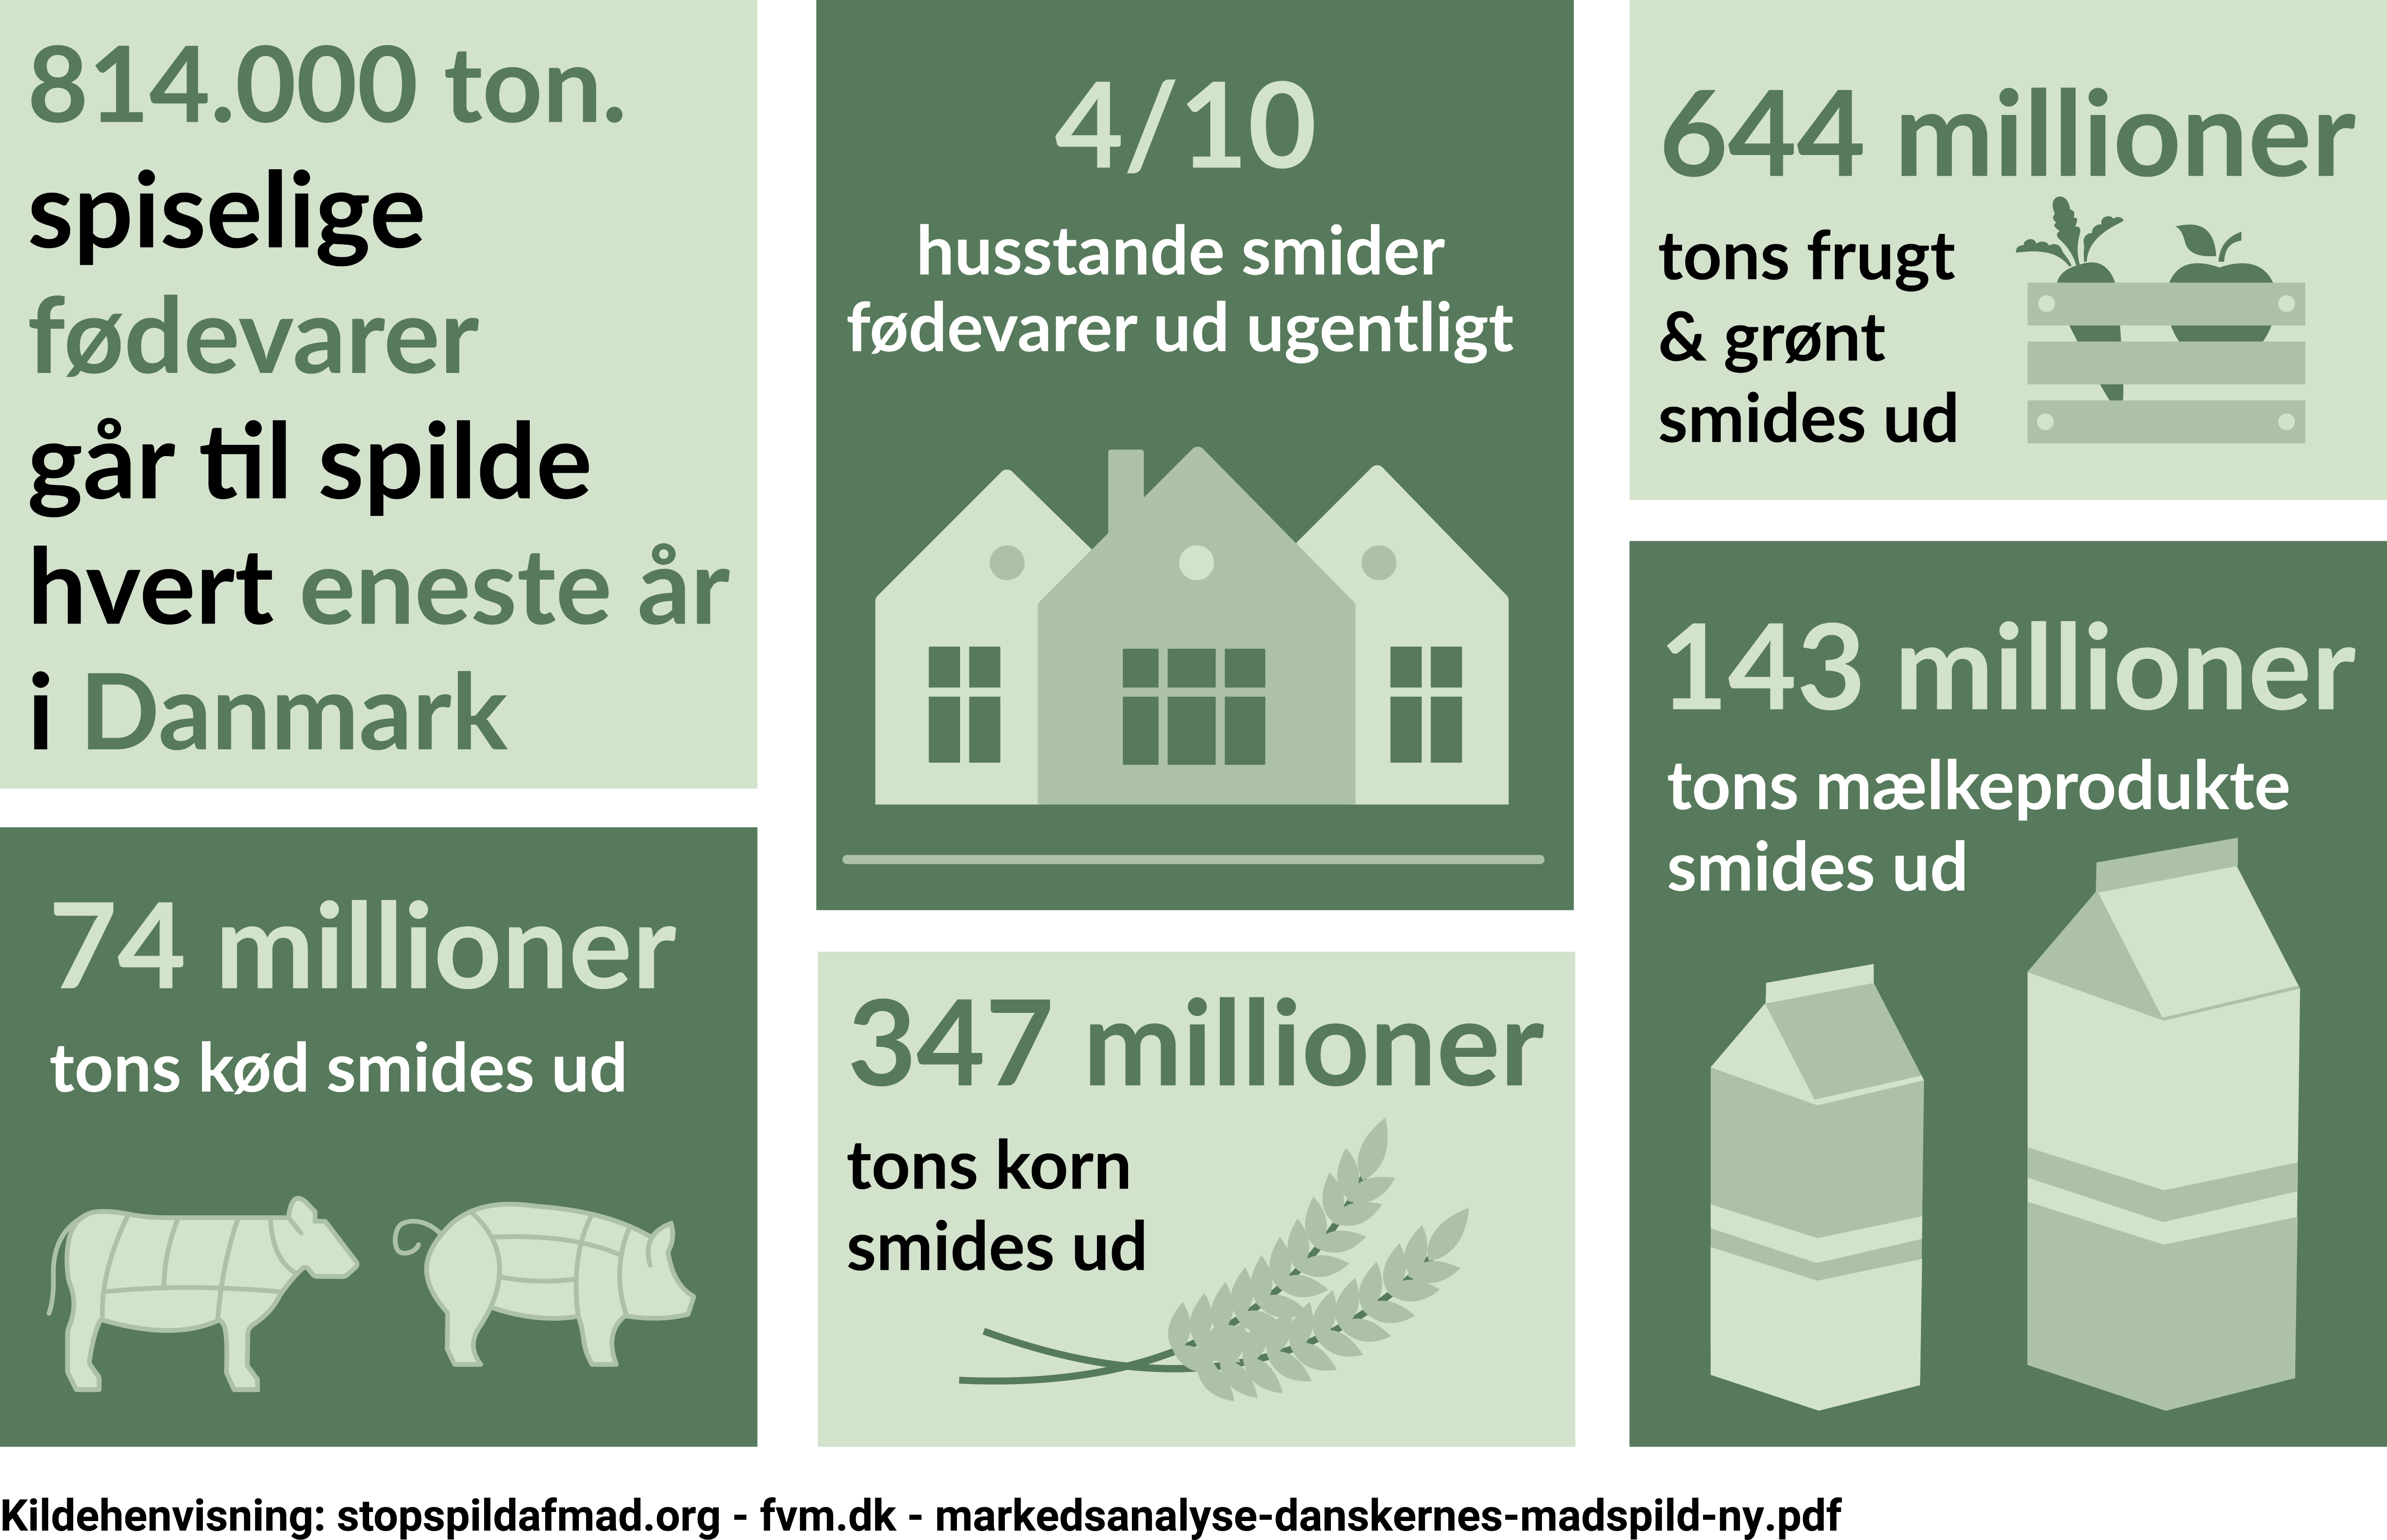 814.000 ton.
spiselige
fødevarer
går til spilde
hvert eneste år
i Danmark
74 millioner
tons kød smides ud
4/10
husstande smider
fødevarer ud ugentligt
347 millioner
tons korn
smides ud
644 millioner
tons frugt
& grønt
smides ud
143 millioner
tons mælkeprodukte
smides ud
Kildehenvisning: stopspildafmad.org - fvm.dk - markedsanalyse-danskernes-madspild-ny.pdf